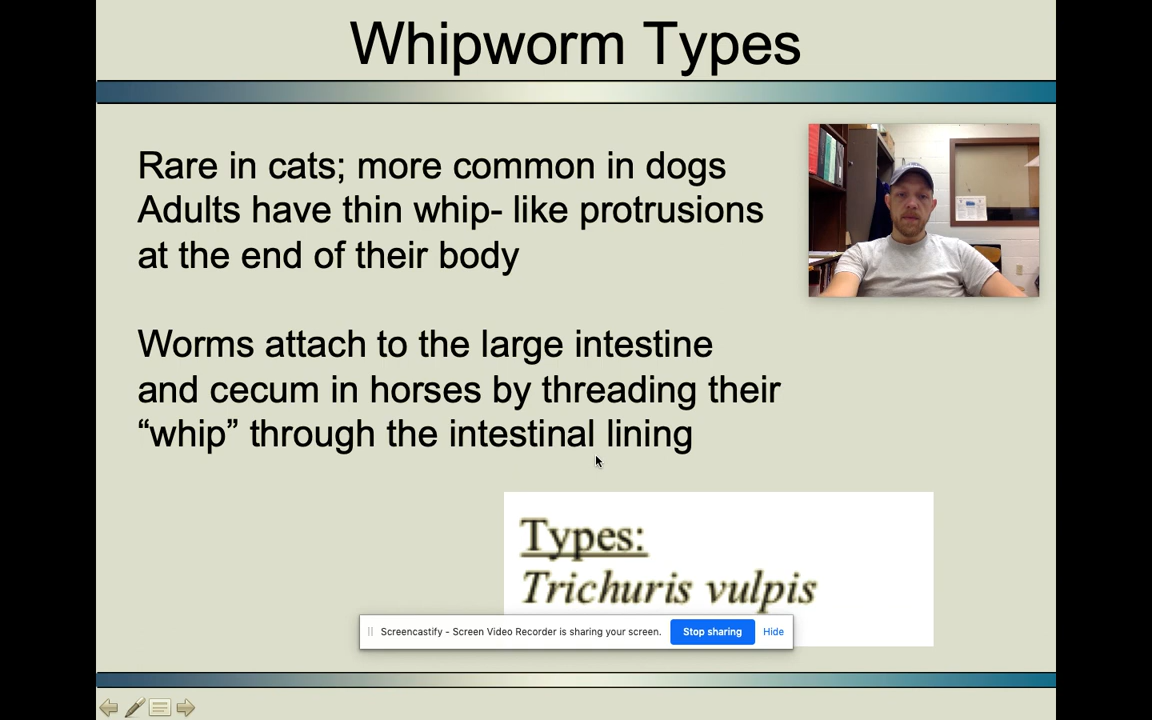 Whipworm Types
Rare in cats; more common in dogs
Adults have thin whip- like protrusions
at the end of their body
Worms attach to the large intestine
and cecum in horses by threading their
“whip” through the intestinal lining
Types:
Trichuris vulpis
Screencastify - Screen Video Recorder is sharing your screen.
Stop sharing
Hide